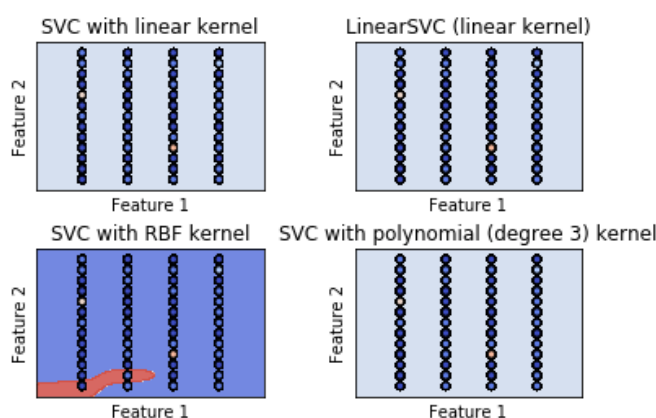 SVC with linear kernel
LinearSVC (linear kernel)
Feature 2
Feature 2
Feature 1
Feature 1
SVC with RBF kernel
SVC with polynomial (degree 3) kernel
Feature 2
Feature 2
Feature 1
Feature 1